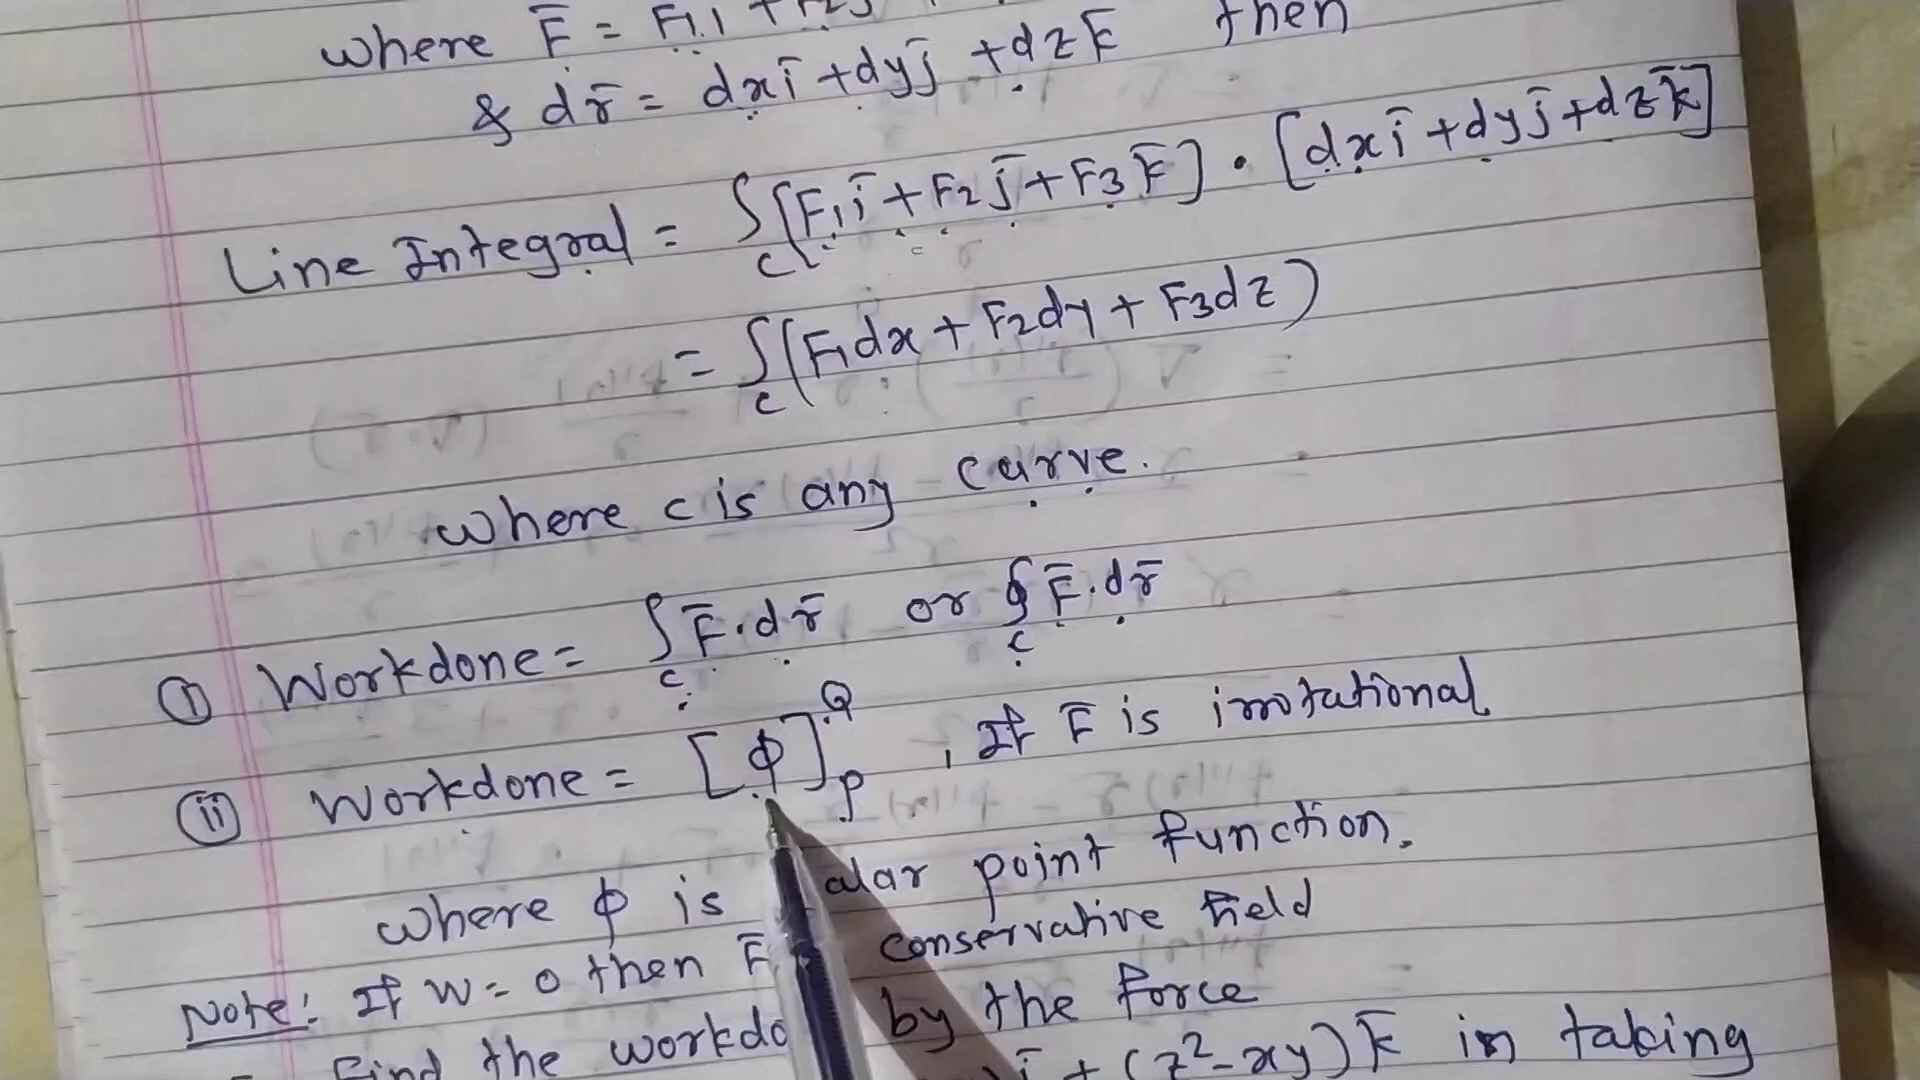 where F̄ = F₁ī + F₂j̄
& dr̄ = dxī + dyj̄ + dzk̄ then
Line Integral = ∫c [F₁ī + F₂j̄ + F₃k̄] · [dxī + dyj̄ + dzk̄]
= ∫c (F₁dx + F₂dy + F₃dz)
where c is any curve.
(i) Workdone = ∫c F̄·dr̄ or ∮c F̄·dr̄
(ii) Workdone = [φ]P^Q , If F̄ is irrotational
where φ is alar point function.
Note: If W = 0 then F̄ conservative field
Find the workdo by the force
ī + (z² - xy)k̄ in taking